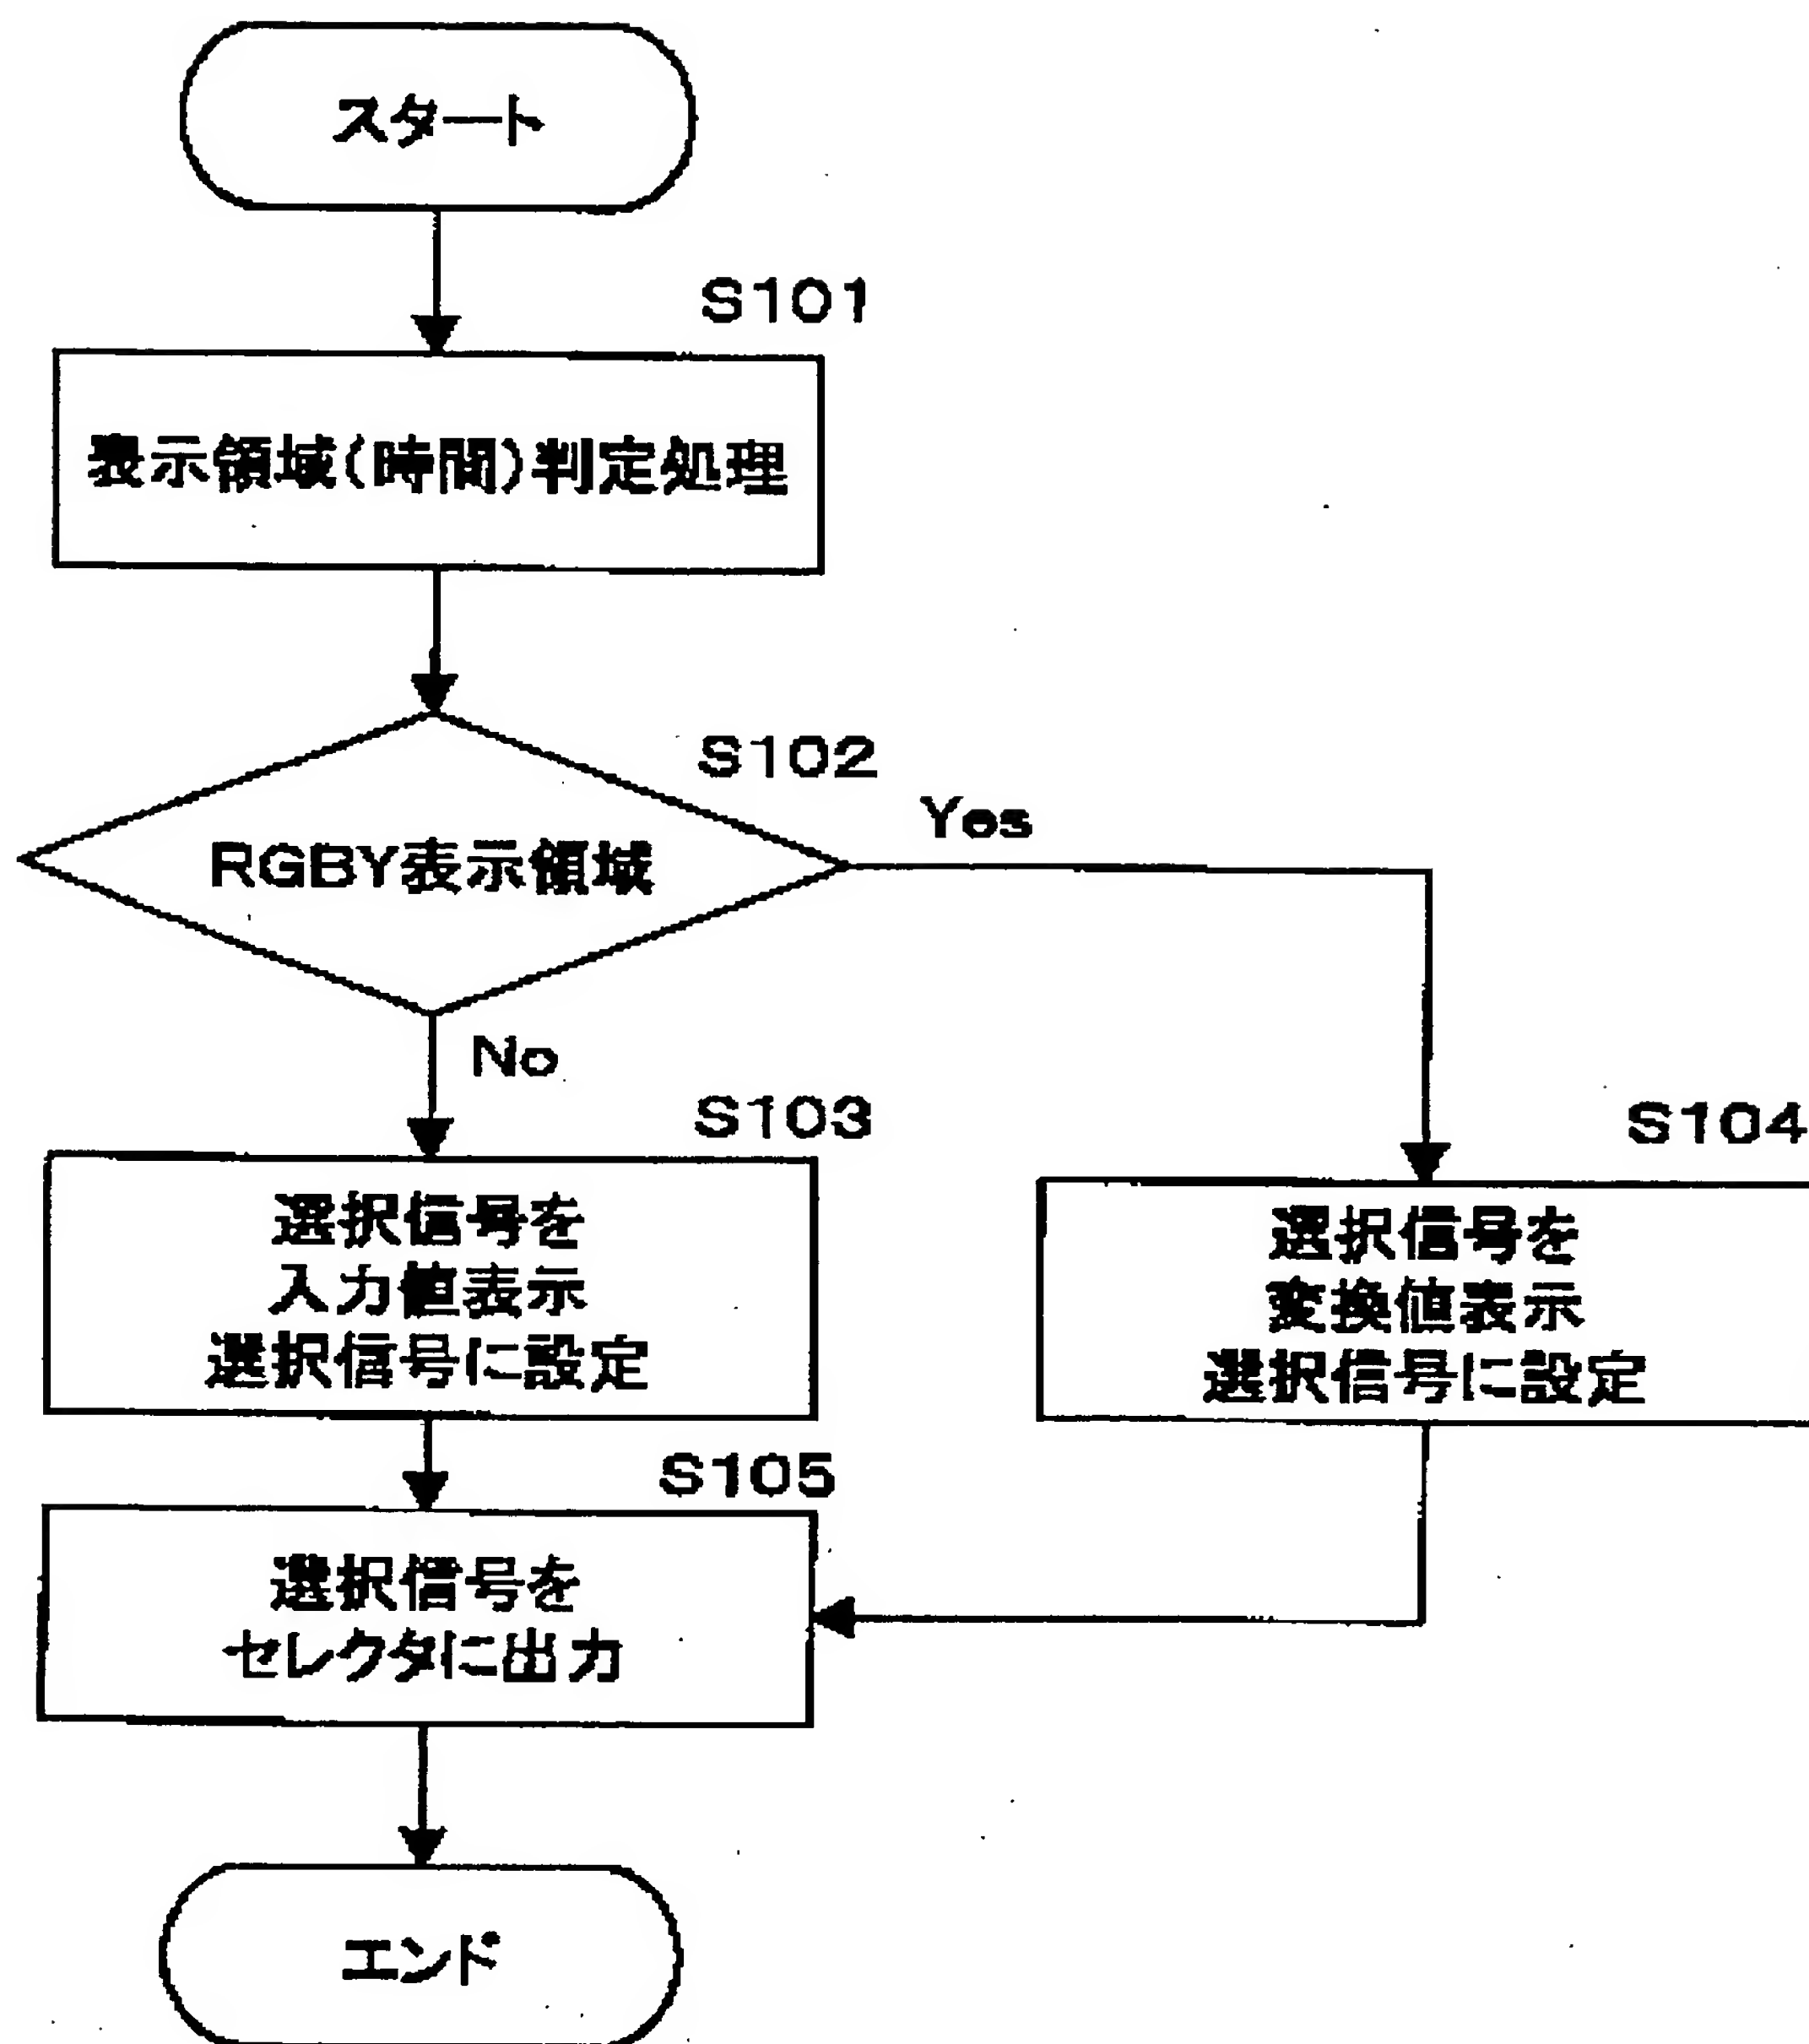 スタート
S101
表示領域(時間)判定処理
S102
RGBY表示領域
Yes
No
S103
選択信号を
入力値表示
選択信号に設定
S104
選択信号を
変換値表示
選択信号に設定
S105
選択信号を
セレクタに出力
エンド